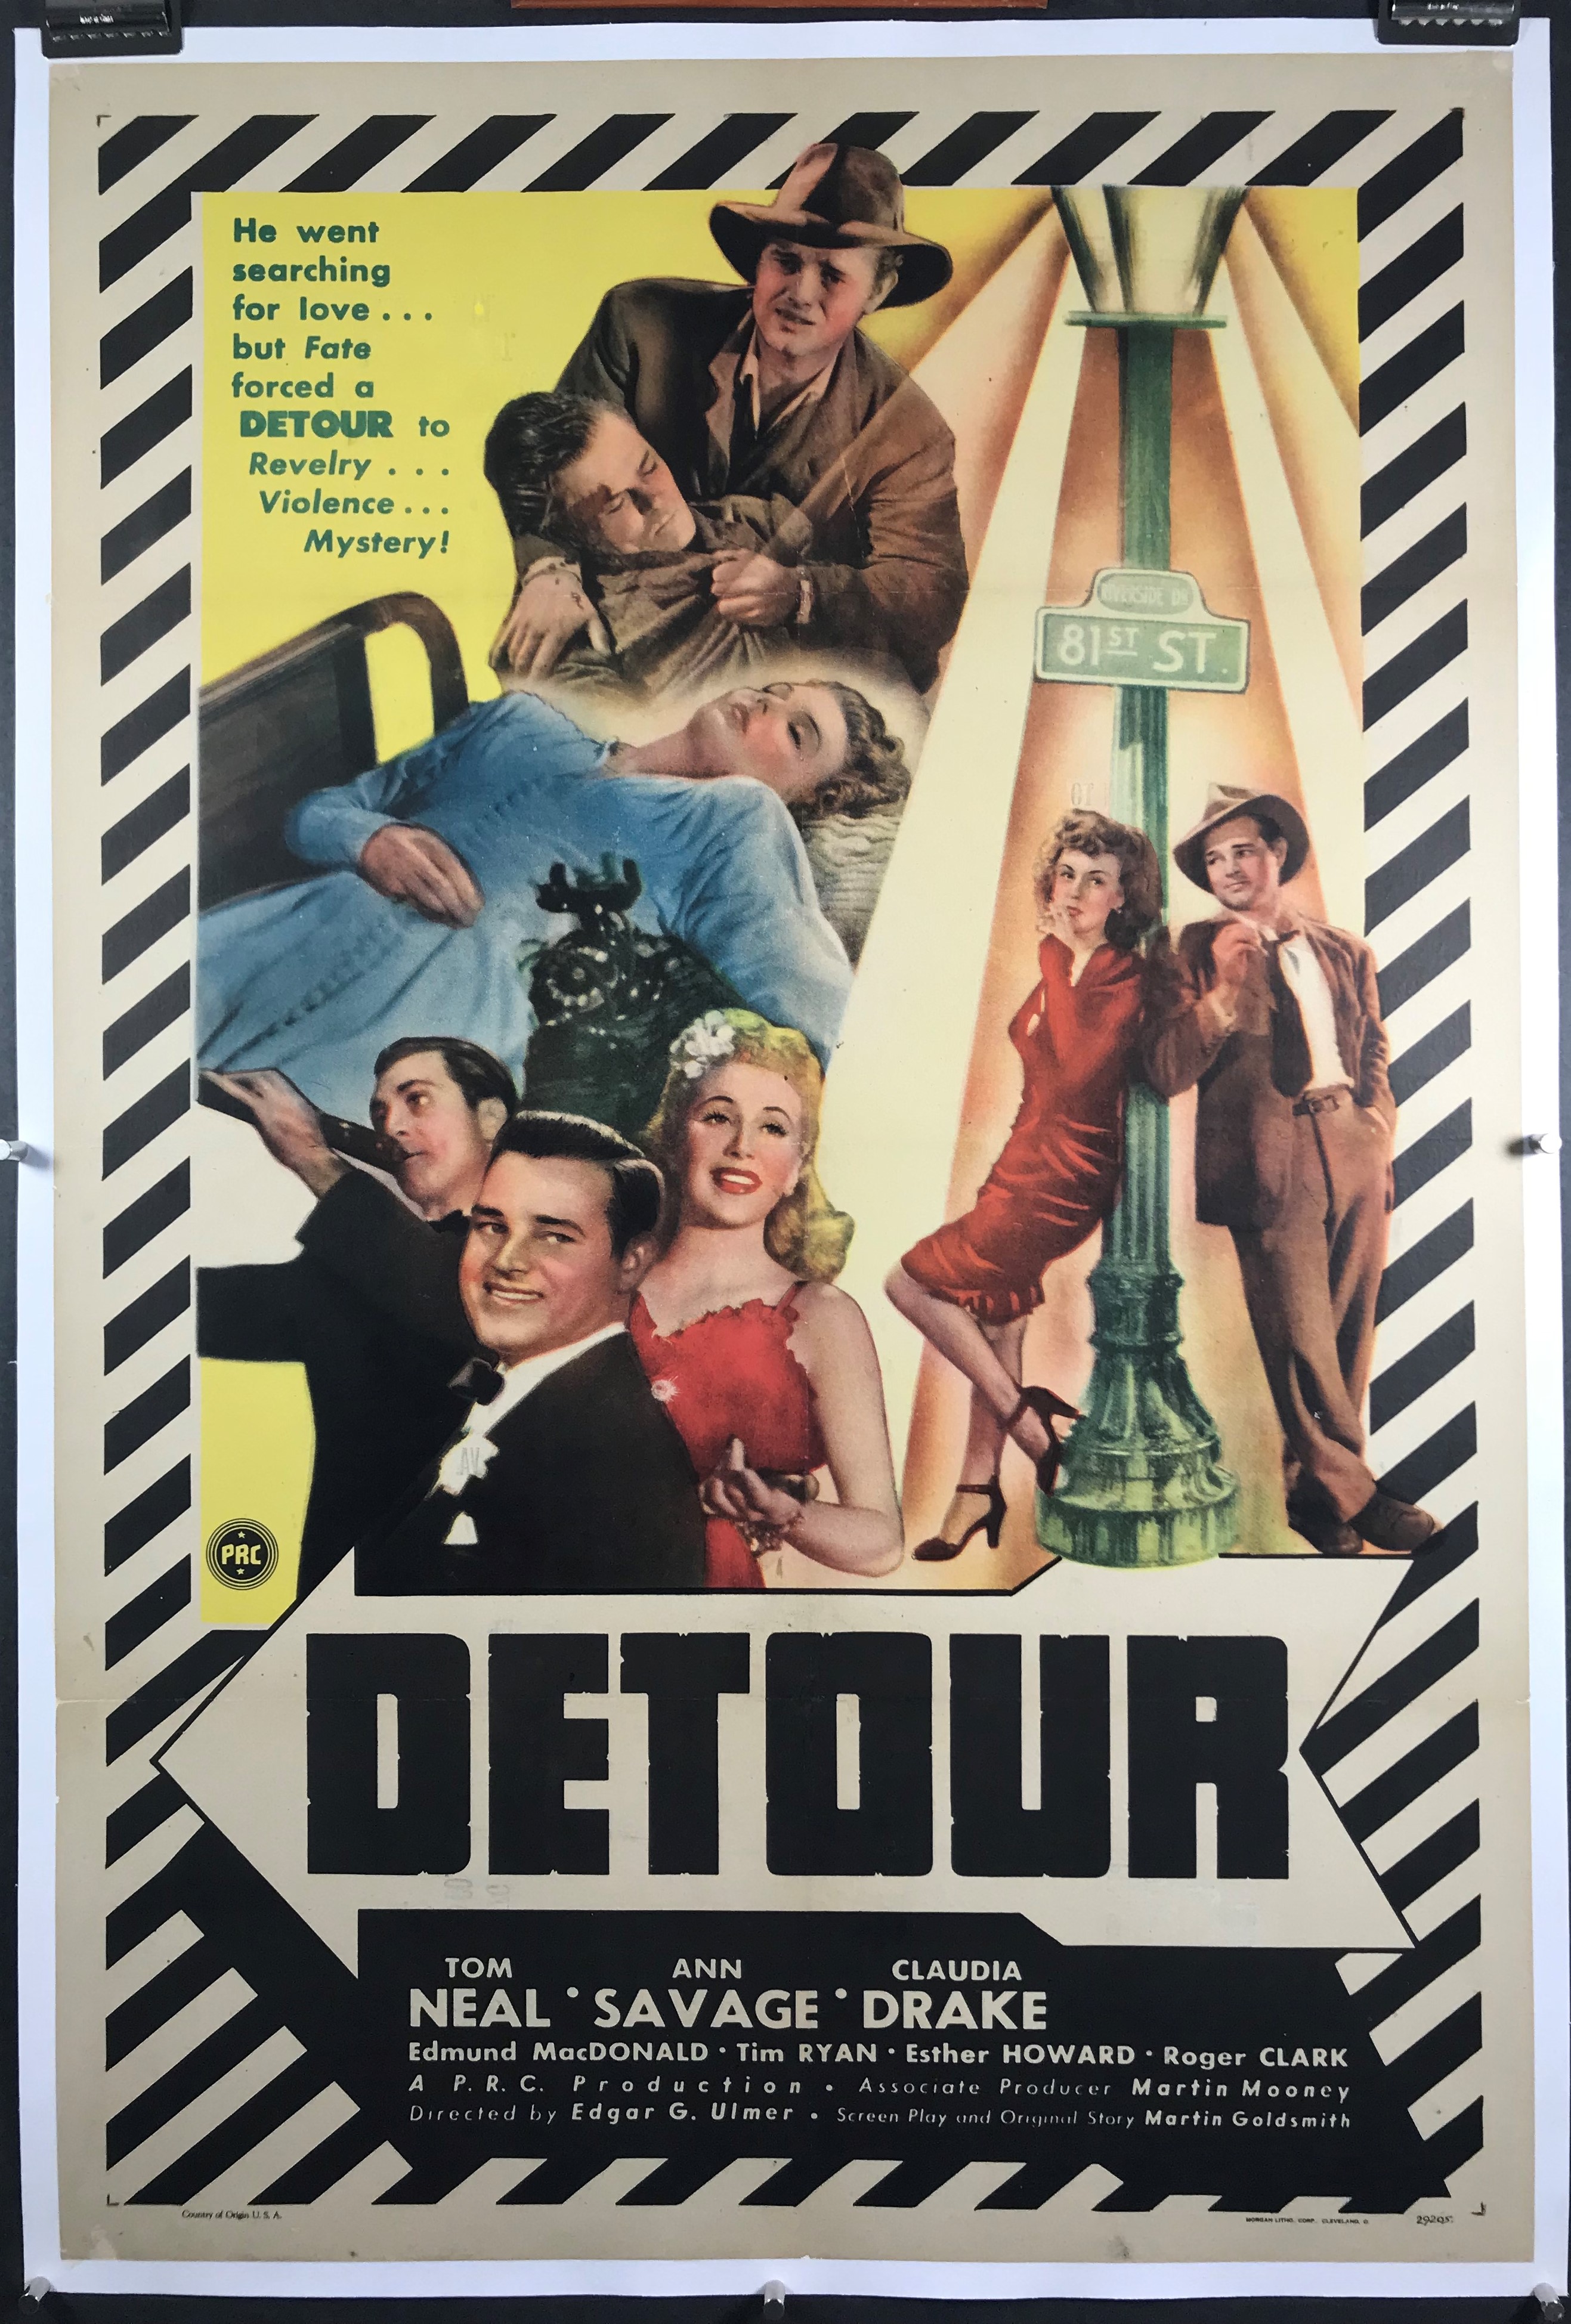 He went
searching
for love...
but Fate
forced a
DETOUR to
Revelry...
Violence...
Mystery!
RIVERSIDE DR.
81ST ST.
PRC
DETOUR
TOM ANN CLAUDIA
NEAL • SAVAGE • DRAKE
Edmund MacDONALD • Tim RYAN • Esther HOWARD • Roger CLARK
A P. R. C. Production • Associate Producer Martin Mooney
Directed by Edgar G. Ulmer • Screen Play and Original Story Martin Goldsmith
Country of Origin U. S. A.
MORGAN LITHO. CORP. CLEVELAND, O.